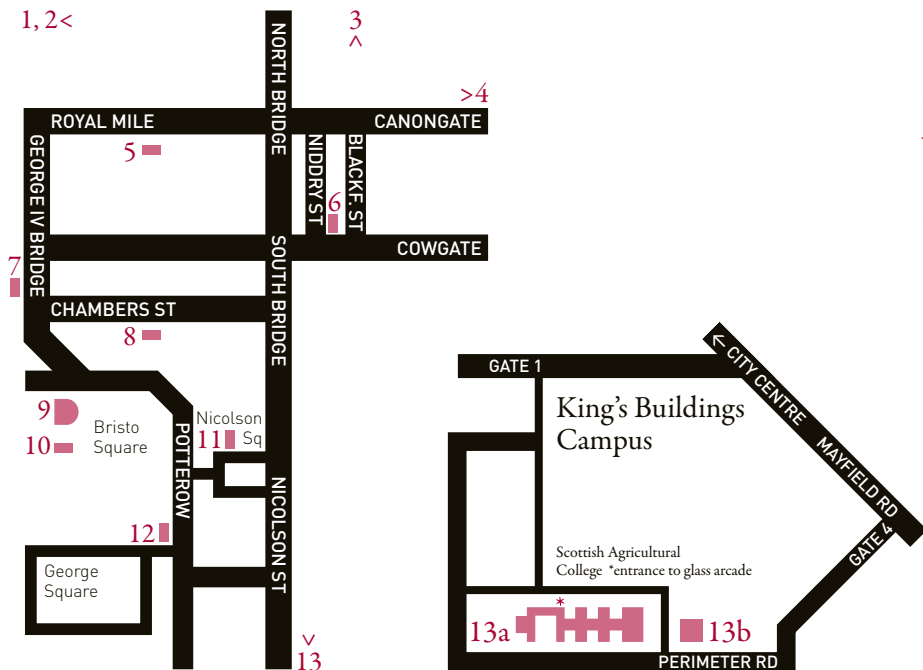 1, 2<
3
^
>4
NORTH BRIDGE
ROYAL MILE
CANONGATE
GEORGE IV BRIDGE
5
NIDDRY ST
BLACKF. ST
6
SOUTH BRIDGE
COWGATE
7
CHAMBERS ST
8
← CITY CENTRE
MAYFIELD RD
GATE 1
King's Buildings
Campus
9
10
Bristo
Square
POTTEROW
Nicolson
Sq
11
NICOLSON ST
12
GATE 4
George
Square
Scottish Agricultural
College *entrance to glass arcade
*
13a
13b
PERIMETER RD
˅
13